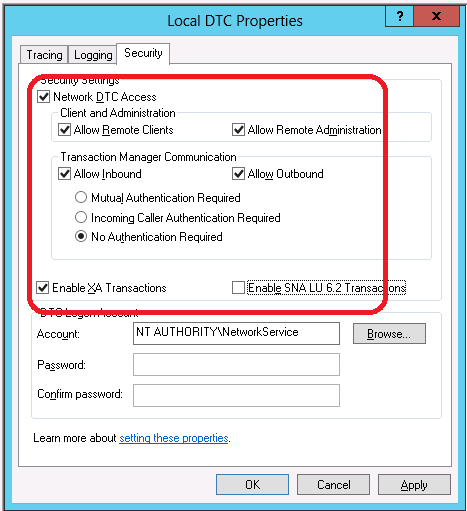 Local DTC Properties
?
x
Tracing Logging Security
Security Settings
Network DTC Access
Client and Administration
Allow Remote Clients Allow Remote Administration
Transaction Manager Communication
Allow Inbound Allow Outbound
Mutual Authentication Required
Incoming Caller Authentication Required
No Authentication Required
Enable XA Transactions Enable SNA LU 6.2 Transactions
DTC Logon Account
Account: NT AUTHORITY\NetworkService Browse...
Password:
Confirm password:
Learn more about setting these properties.
OK Cancel Apply